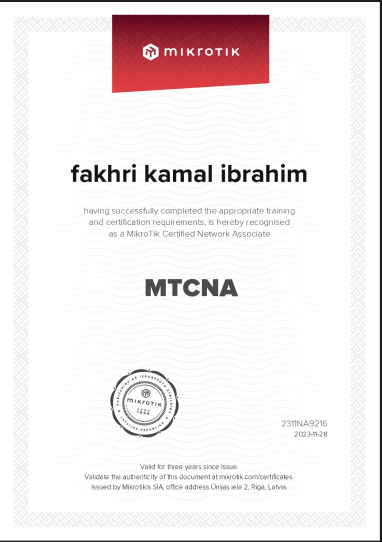 mikrotik
fakhri kamal ibrahim
having successfully completed the appropriate training
and certification requirements, is hereby recognised
as a MikroTik Certified Network Associate
MTCNA
MIKROTIK
2311NA9216
2023-11-28
Valid for three years since issue.
Validate the authenticity of this document at mikrotik.com/certificates.
Issued by Mikrotikls SIA, office address Ūnijas iela 2, Riga, Latvia.